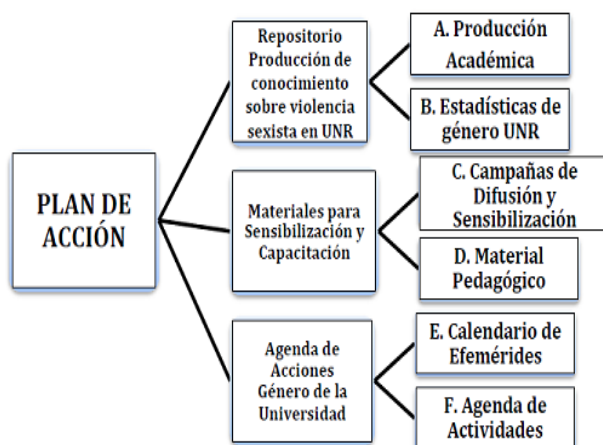 PLAN DE
ACCIÓN
Repositorio
Producción de
conocimiento
sobre violencia
sexista en UNR
A. Producción
Académica
B. Estadísticas de
género UNR
Materiales para
Sensibilización y
Capacitación
C. Campañas de
Difusión y
Sensibilización
D. Material
Pedagógico
Agenda de
Acciones
Género de la
Universidad
E. Calendario de
Efemérides
F. Agenda de
Actividades